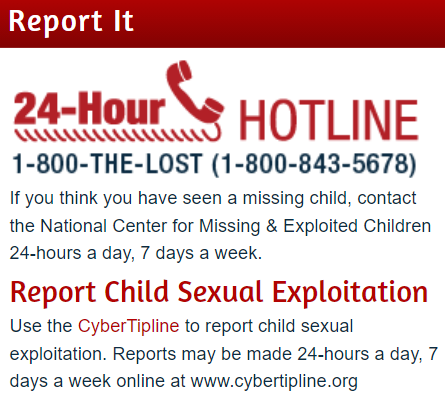 Report It
24-Hour HOTLINE
1-800-THE-LOST (1-800-843-5678)
If you think you have seen a missing child, contact
the National Center for Missing & Exploited Children
24-hours a day, 7 days a week.
Report Child Sexual Exploitation
Use the CyberTipline to report child sexual
exploitation. Reports may be made 24-hours a day, 7
days a week online at www.cybertipline.org